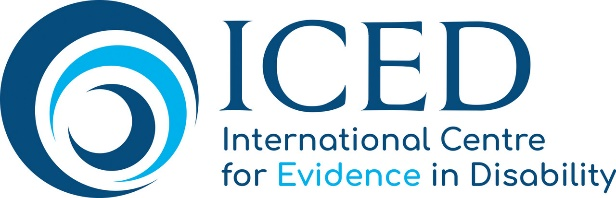 ICED
International Centre
for Evidence in Disability